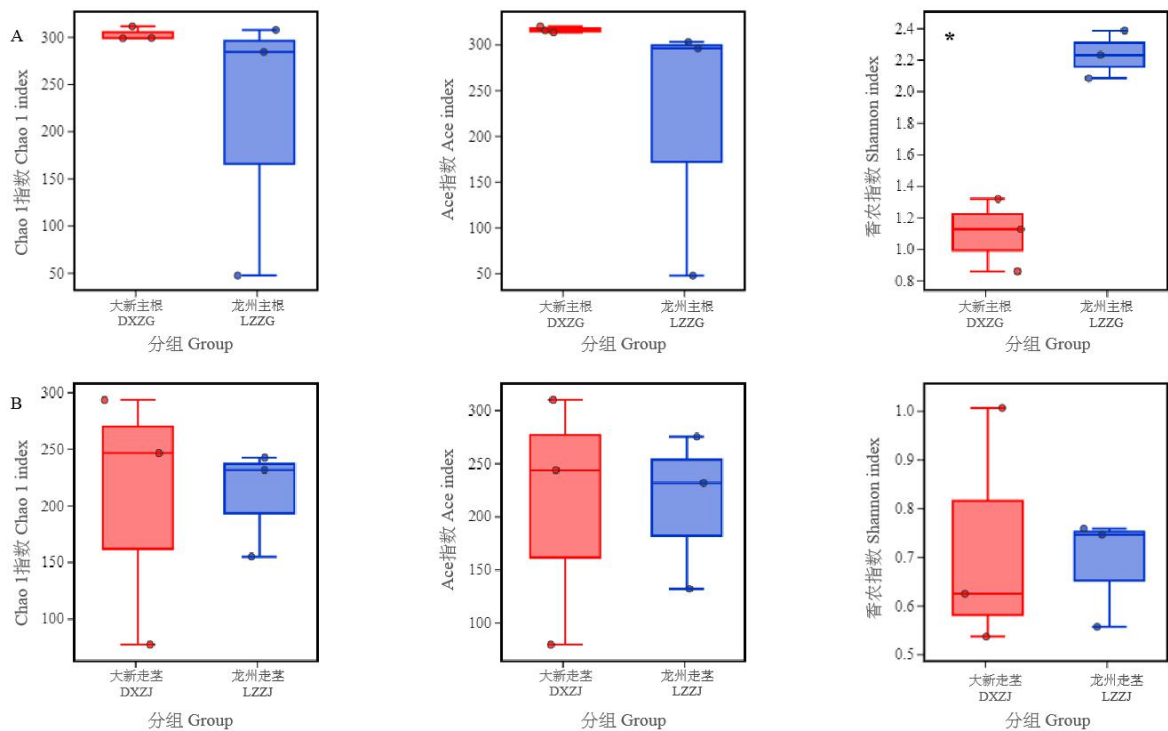 A
Chao 1指数 Chao 1 index
300
250
200
150
100
50
大新主根
DXZG
龙州主根
LZZG
分组 Group
Ace指数 Ace index
300
250
200
150
100
50
大新主根
DXZG
龙州主根
LZZG
分组 Group
香农指数 Shannon index
2.4
2.2
2.0
1.8
1.6
1.4
1.2
1.0
0.8
*
大新主根
DXZG
龙州主根
LZZG
分组 Group
B
Chao 1指数 Chao 1 index
300
250
200
150
100
大新走茎
DXZJ
龙州走茎
LZZJ
分组 Group
Ace指数 Ace index
300
250
200
150
100
大新走茎
DXZJ
龙州走茎
LZZJ
分组 Group
香农指数 Shannon index
1.0
0.9
0.8
0.7
0.6
0.5
大新走茎
DXZJ
龙州走茎
LZZJ
分组 Group